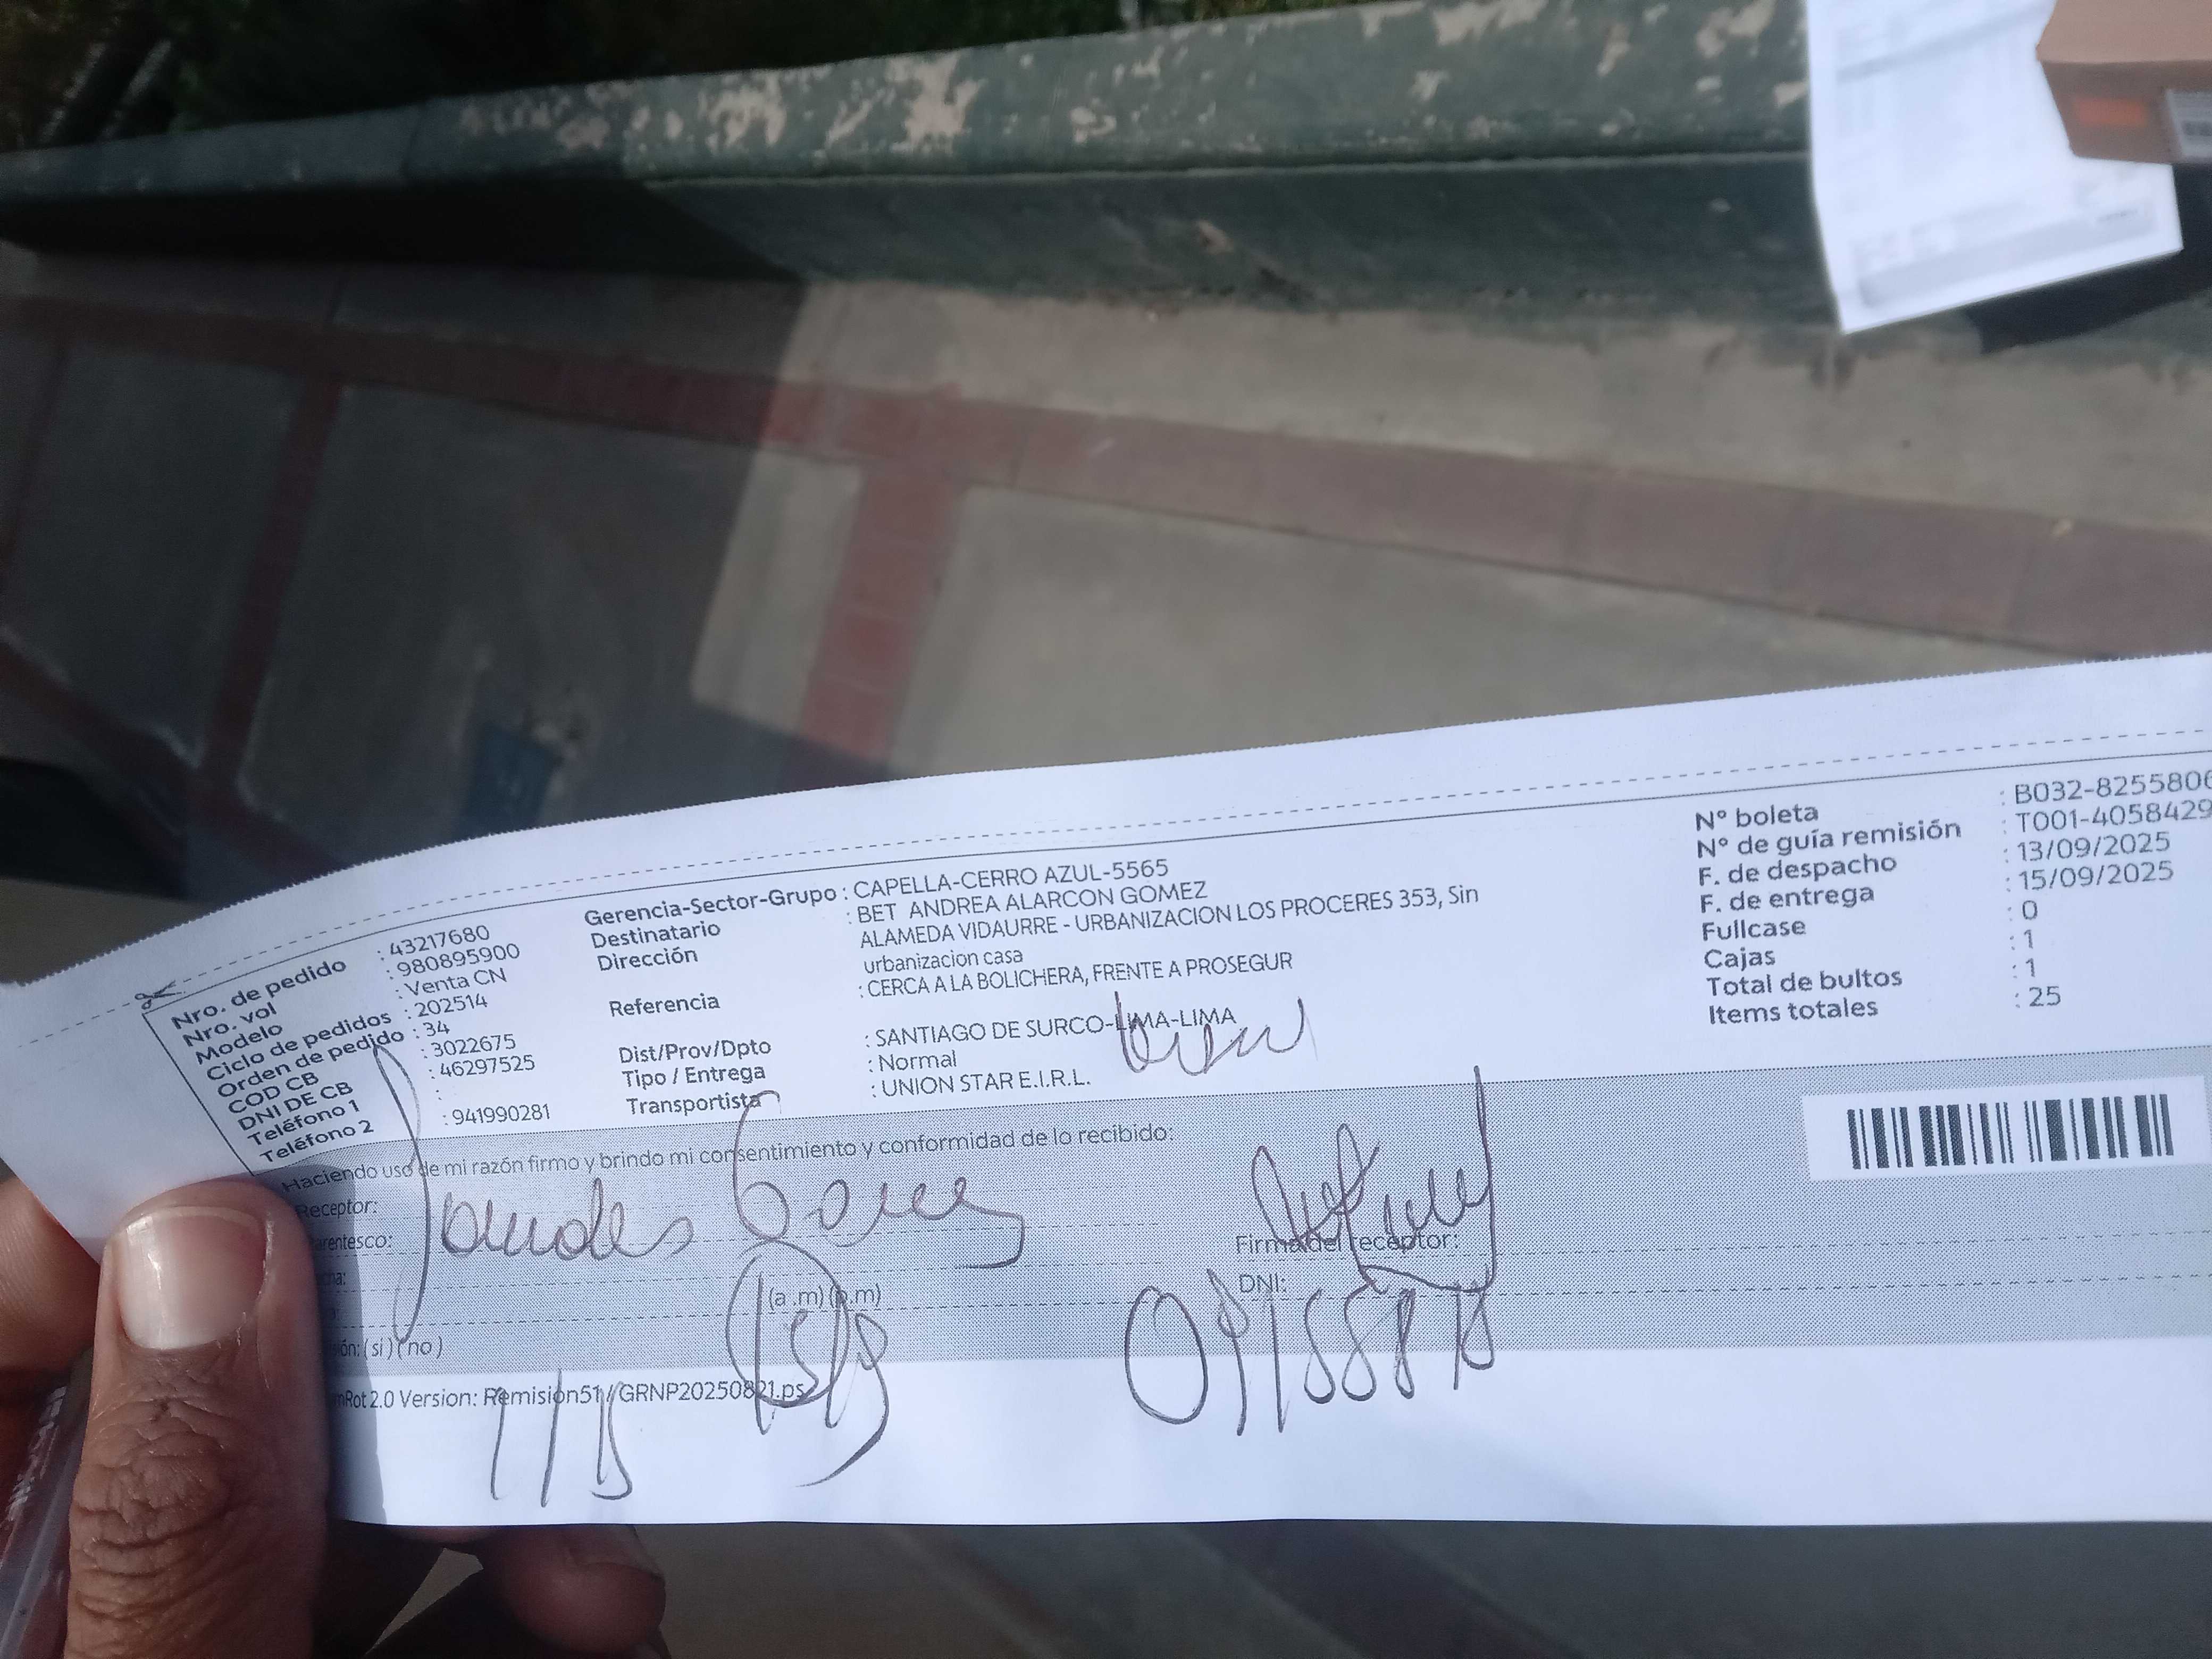 Nro. de pedido : 43217680
Nro. vol : 980895900
Modelo : Venta CN
Ciclo de pedidos : 202514
Orden de pedido : 34
COD CB : 3022675
DNI DE CB : 46297525
Teléfono 1 :
Teléfono 2 : 941990281
Gerencia-Sector-Grupo : CAPELLA-CERRO AZUL-5565
Destinatario : BET ANDREA ALARCON GOMEZ
Dirección ALAMEDA VIDAURRE - URBANIZACION LOS PROCERES 353, Sin
urbanizacion casa
Referencia : CERCA A LA BOLICHERA, FRENTE A PROSEGUR
Dist/Prov/Dpto : SANTIAGO DE SURCO-LIMA-LIMA
Tipo / Entrega : Normal
Transportista : UNION STAR E.I.R.L.
N° boleta : B032-8255806
N° de guía remisión : T001-4058429
F. de despacho : 13/09/2025
F. de entrega : 15/09/2025
Fullcase : 0
Cajas : 1
Total de bultos : 1
Items totales : 25
Haciendo uso de mi razón firmo y brindo mi consentimiento y conformidad de lo recibido:
Receptor:
arentesco:
Firma del receptor:
(a .m) (p.m)
DNI:
(si) (no)
Rot 2.0 Version: Remision51/GRNP20250821.ps